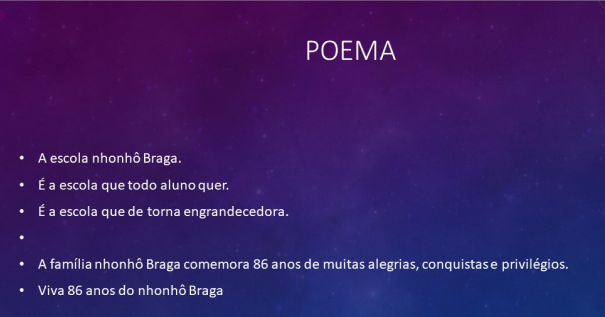 POEMA
• A escola nhonhô Braga.
• É a escola que todo aluno quer.
• É a escola que de torna engrandecedora.
•
• A família nhonhô Braga comemora 86 anos de muitas alegrias, conquistas e privilégios.
• Viva 86 anos do nhonhô Braga